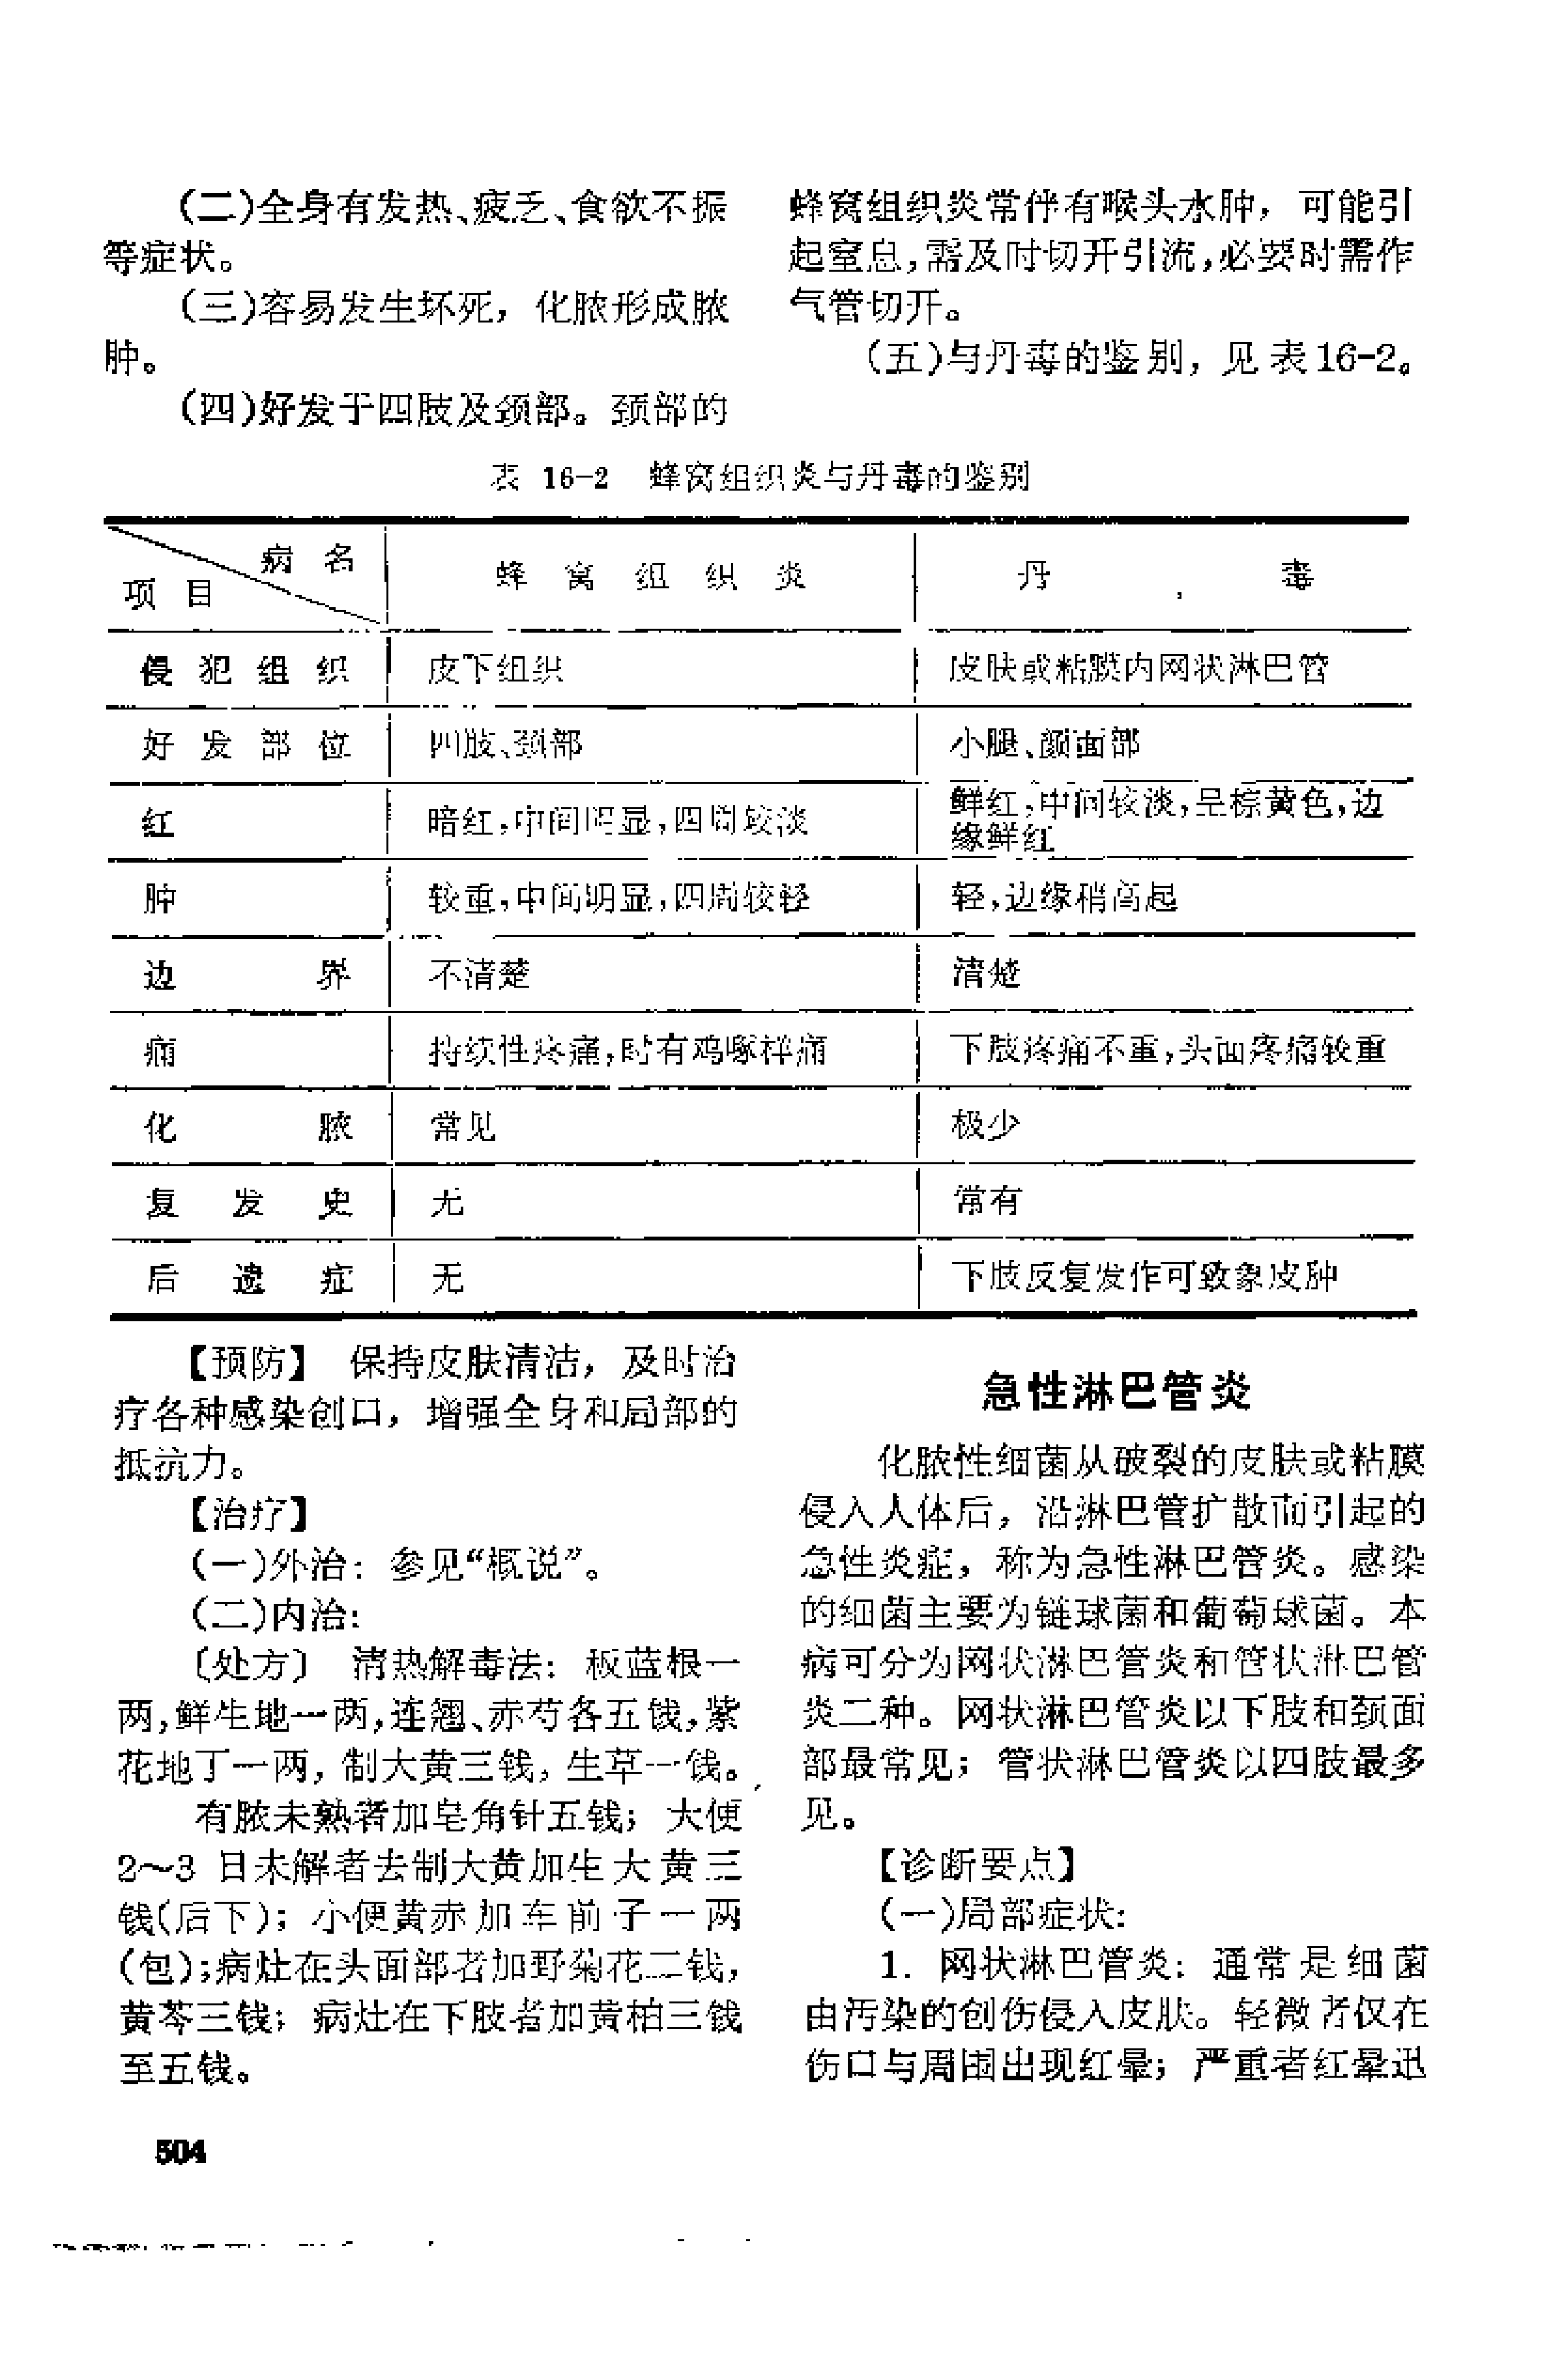 (二)全身有发热、疲乏、食欲不振
等症状。
(三)容易发生坏死，化脓形成脓
肿。
(四)好发于四肢及颈部。颈部的
蜂窝组织炎常伴有喉头水肿，可能引
起窒息，需及时切开引流，必要时需作
气管切开。
(五)与丹毒的鉴别，见表16-2。
表 16-2 蜂窝组织炎与丹毒的鉴别
病名
项目 蜂窝组织炎 丹毒
侵犯组织 皮下组织 皮肤或粘膜内网状淋巴管
好发部位 四肢、颈部 小腿、颜面部
红 暗红，中间明显，四周较淡 鲜红，中间较淡，呈棕黄色，边
缘鲜红
肿 较重，中间明显，四周较轻 轻，边缘稍高起
边界 不清楚 清楚
痛 持续性疼痛，时有鸡啄样痛 下肢疼痛不重，头面疼痛较重
化脓 常见 极少
复发史 无 常有
后遗症 无 下肢反复发作可致象皮肿
【预防】 保持皮肤清洁，及时治
疗各种感染创口，增强全身和局部的
抵抗力。
【治疗】
(一)外治：参见“概说”。
(二)内治：
〔处方〕 清热解毒法：板蓝根一
两，鲜生地一两，连翘、赤芍各五钱，紫
花地丁一两，制大黄三钱，生草一钱。
有脓未熟者加皂角针五钱；大便
2～3 日未解者去制大黄加生大黄三
钱(后下)；小便黄赤加车前子一两
(包)；病灶在头面部者加野菊花二钱，
黄芩三钱；病灶在下肢者加黄柏三钱
至五钱。
急性淋巴管炎
化脓性细菌从破裂的皮肤或粘膜
侵入人体后，沿淋巴管扩散而引起的
急性炎症，称为急性淋巴管炎。感染
的细菌主要为链球菌和葡萄球菌。本
病可分为网状淋巴管炎和管状淋巴管
炎二种。网状淋巴管炎以下肢和颈面
部最常见；管状淋巴管炎以四肢最多
见。
【诊断要点】
(一)局部症状：
1. 网状淋巴管炎：通常是细菌
由污染的创伤侵入皮肤。轻微者仅在
伤口与周围出现红晕；严重者红晕迅
504